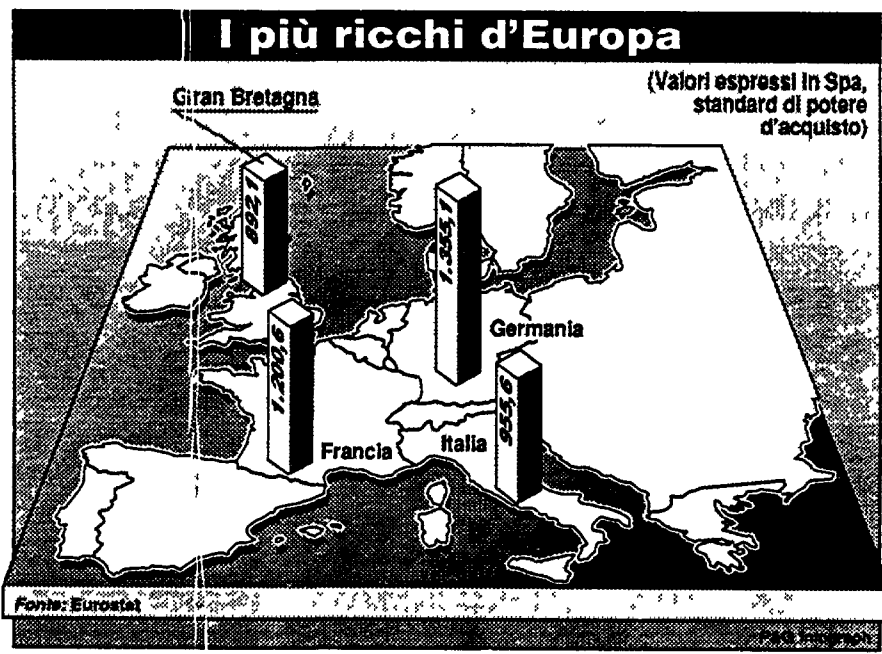 I più ricchi d'Europa
(Valori espressi in Spa,
standard di potere
d'acquisto)
Gran Bretagna
892,1
1.355,1
Germania
1.200,6
Francia
Italia
955,6
Fonte: Eurostat
P&G Infograph